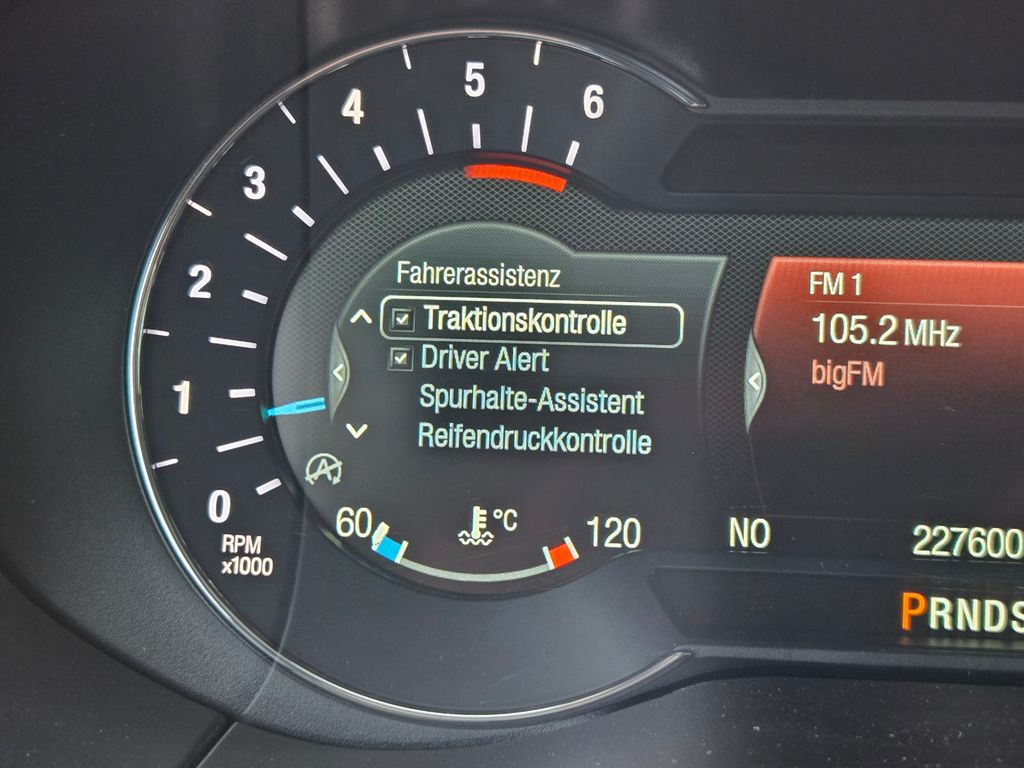 5
4
6
3
2
1
0
RPM
x1000
Fahrerassistenz
Traktionskontrolle
Driver Alert
Spurhalte-Assistent
Reifendruckkontrolle
A
60
°C
120
FM 1
105.2 MHz
bigFM
NO
227600
PRNDS